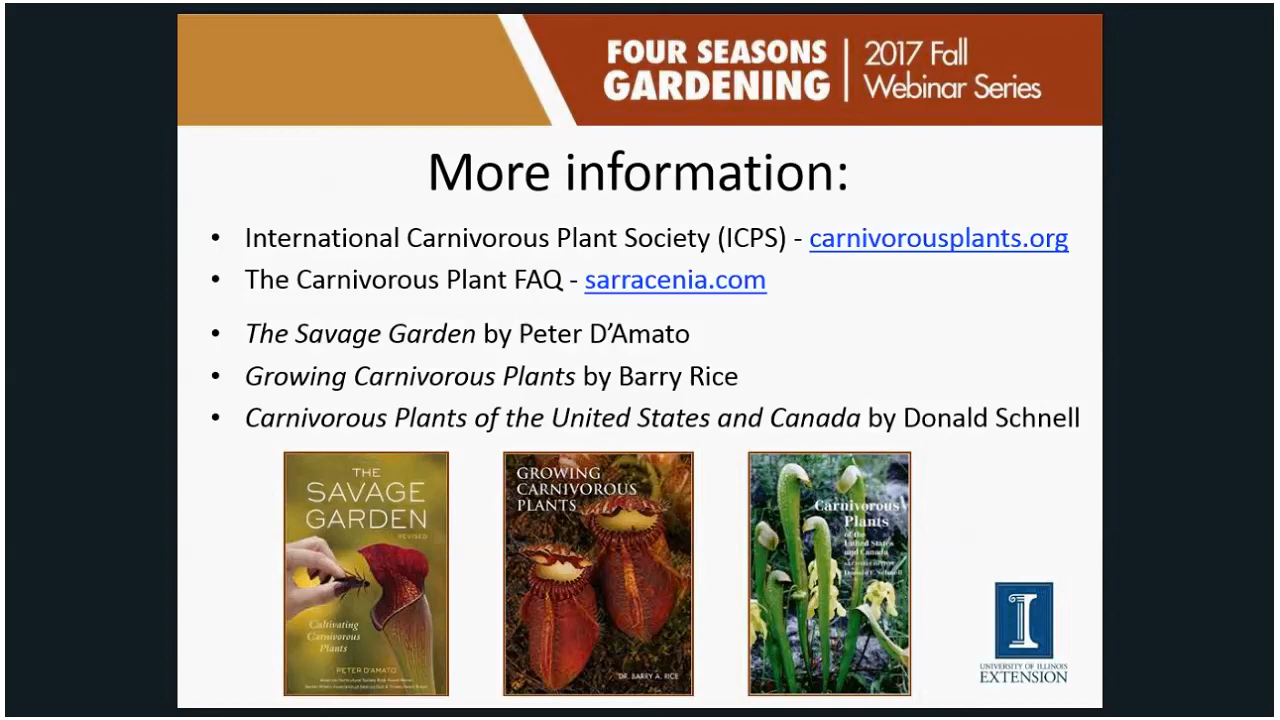 FOUR SEASONS
GARDENING
2017 Fall
Webinar Series
More information:
• International Carnivorous Plant Society (ICPS) - carnivorousplants.org
• The Carnivorous Plant FAQ - sarracenia.com
• The Savage Garden by Peter D’Amato
• Growing Carnivorous Plants by Barry Rice
• Carnivorous Plants of the United States and Canada by Donald Schnell
THE
SAVAGE
GARDEN
REVISED
Cultivating
Carnivorous
Plants
PETER D'AMATO
GROWING
CARNIVOROUS
PLANTS
DR. BARRY A. RICE
Carnivorous
Plants
of the
United States
and Canada
Donald E. Schnell
I
UNIVERSITY OF ILLINOIS
EXTENSION